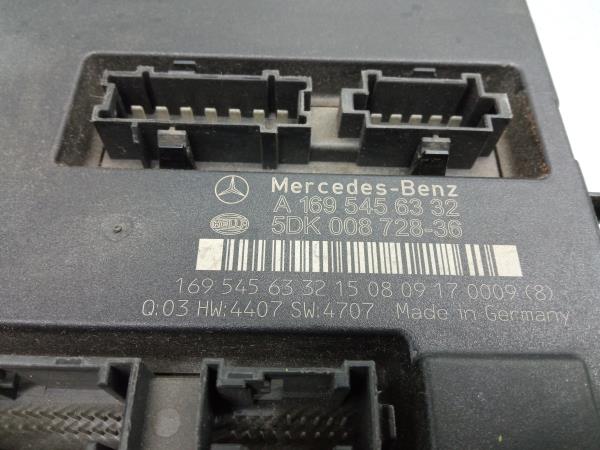 Mercedes-Benz
A 169 545 63 32
HELLA 5DK 008 728-36
169 545 63 32 15 08 09 17 0009 (8)
Q:03 HW:4407 SW:4707 Made in Germany